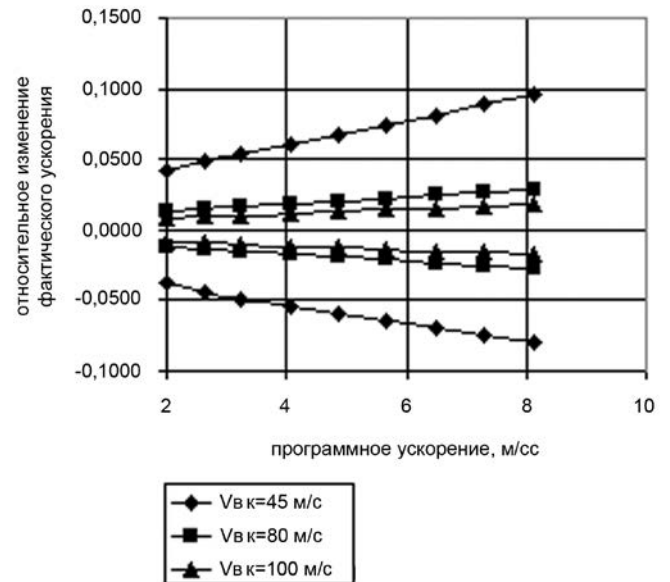 0,1500
0,1000
0,0500
0,0000
-0,0500
-0,1000
относительное изменение
фактического ускорения
2 4 6 8 10
программное ускорение, м/сс
Vв к=45 м/с
Vв к=80 м/с
Vв к=100 м/с